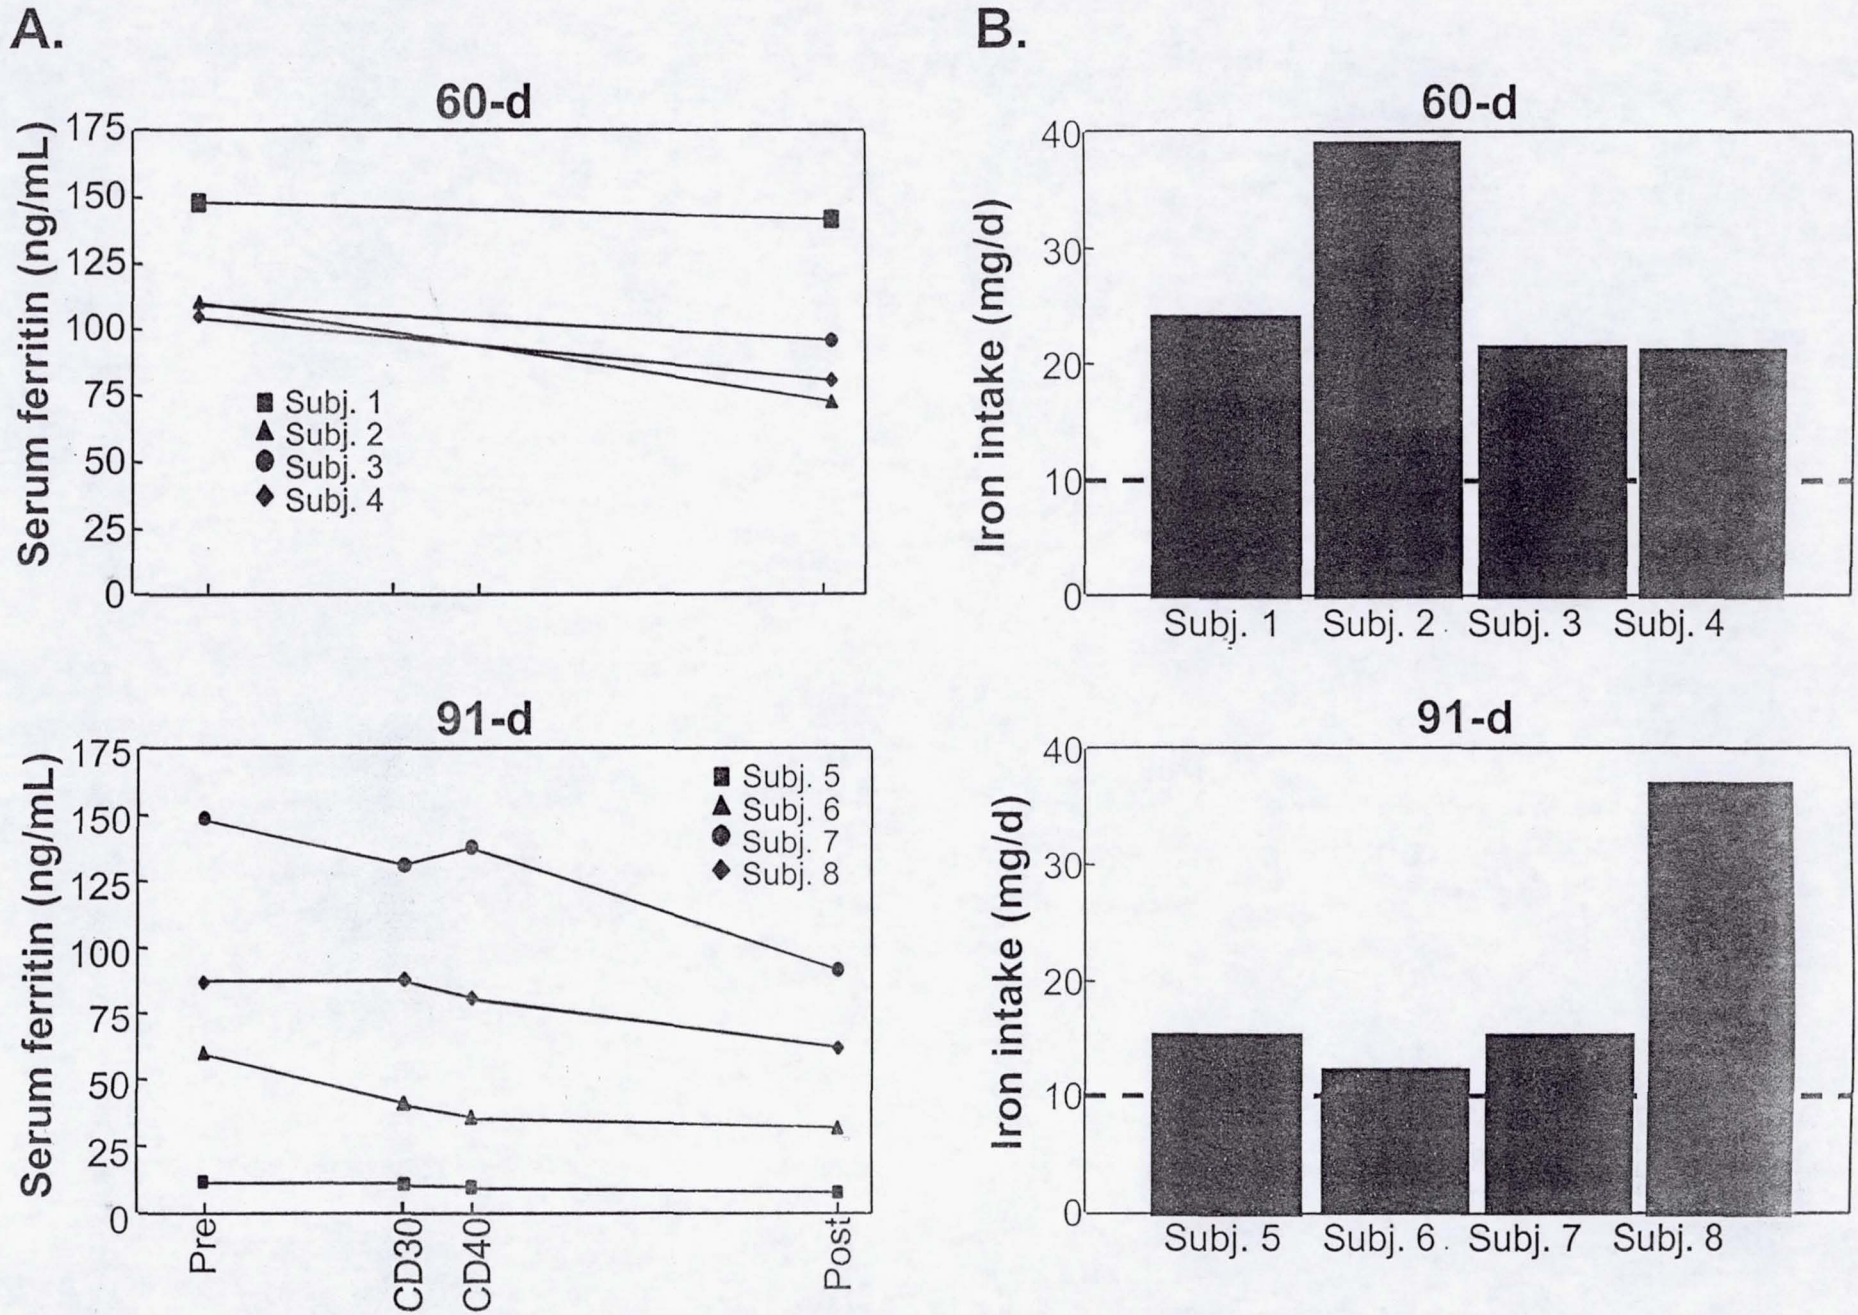 A.
60-d
Serum ferritin (ng/mL)
175
150
125
100
75
50
25
0
Subj. 1
Subj. 2
Subj. 3
Subj. 4
B.
60-d
Iron intake (mg/d)
40
30
20
10
0
Subj. 1 Subj. 2 Subj. 3 Subj. 4
91-d
Serum ferritin (ng/mL)
175
150
125
100
75
50
25
0
Subj. 5
Subj. 6
Subj. 7
Subj. 8
Pre CD30 CD40 Post
91-d
Iron intake (mg/d)
40
30
20
10
0
Subj. 5 Subj. 6 Subj. 7 Subj. 8